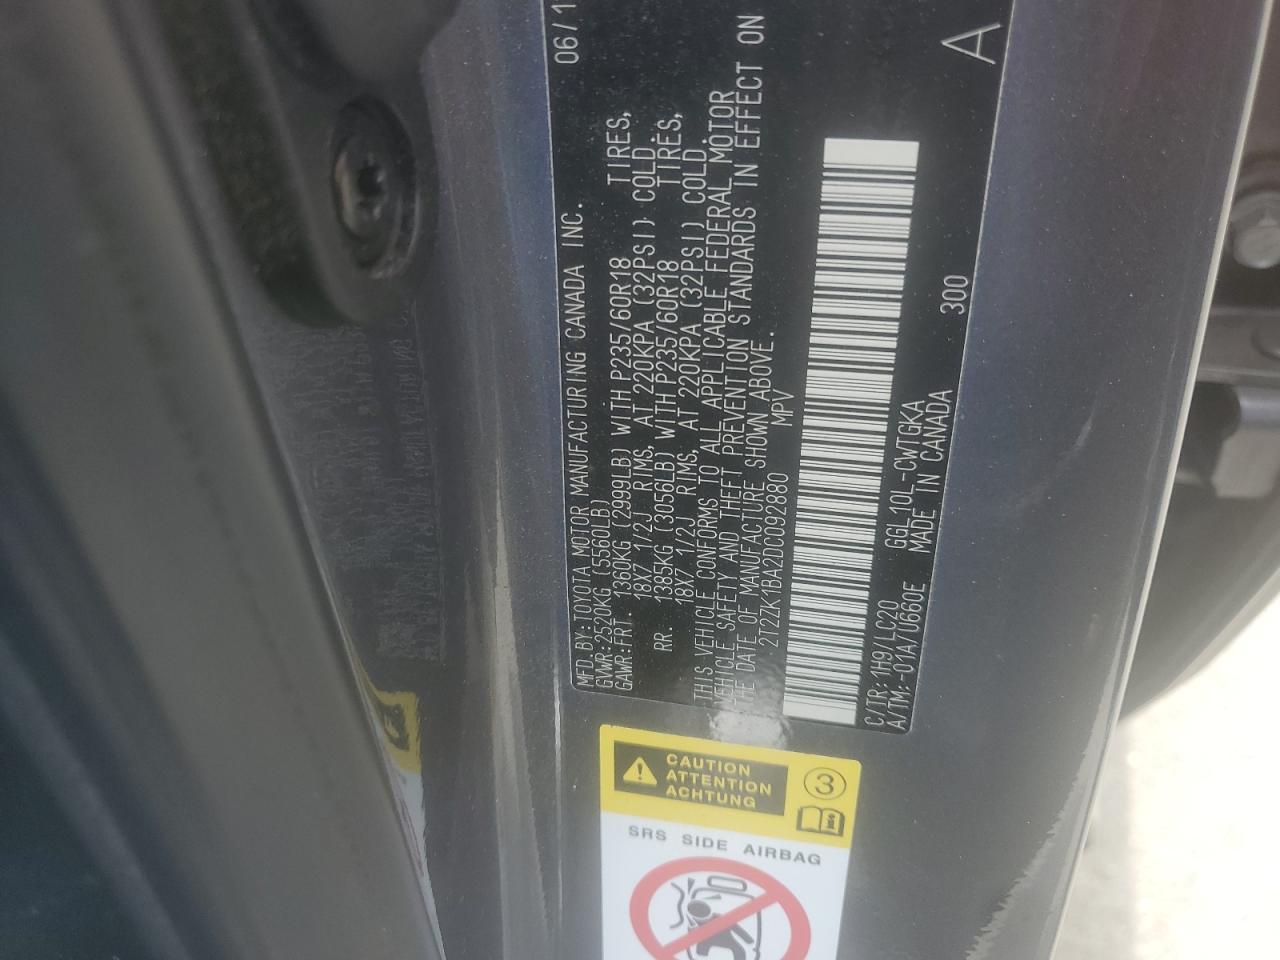 06/1
MFD.BY:TOYOTA MOTOR MANUFACTURING CANADA INC.
GVWR:2520KG (5560LB)
GAWR:FRT. 1360KG (2999LB) WITH P235/60R18 TIRES,
18X7 1/2J RIMS, AT 220KPA (32PSI) COLD.
RR. 1385KG (3056LB) WITH P235/60R18 TIRES,
18X7 1/2J RIMS, AT 220KPA (32PSI) COLD.
THIS VEHICLE CONFORMS TO ALL APPLICABLE FEDERAL MOTOR
VEHICLE SAFETY AND THEFT PREVENTION STANDARDS IN EFFECT ON
THE DATE OF MANUFACTURE SHOWN ABOVE.
2T2ZK1BA2DC092880 MPV
C/TR:1H9/LC20 GGL10L-CWTGKA
A/TM:-01A/U660E MADE IN CANADA 300
A
CAUTION
ATTENTION
ACHTUNG
3
SRS SIDE AIRBAG